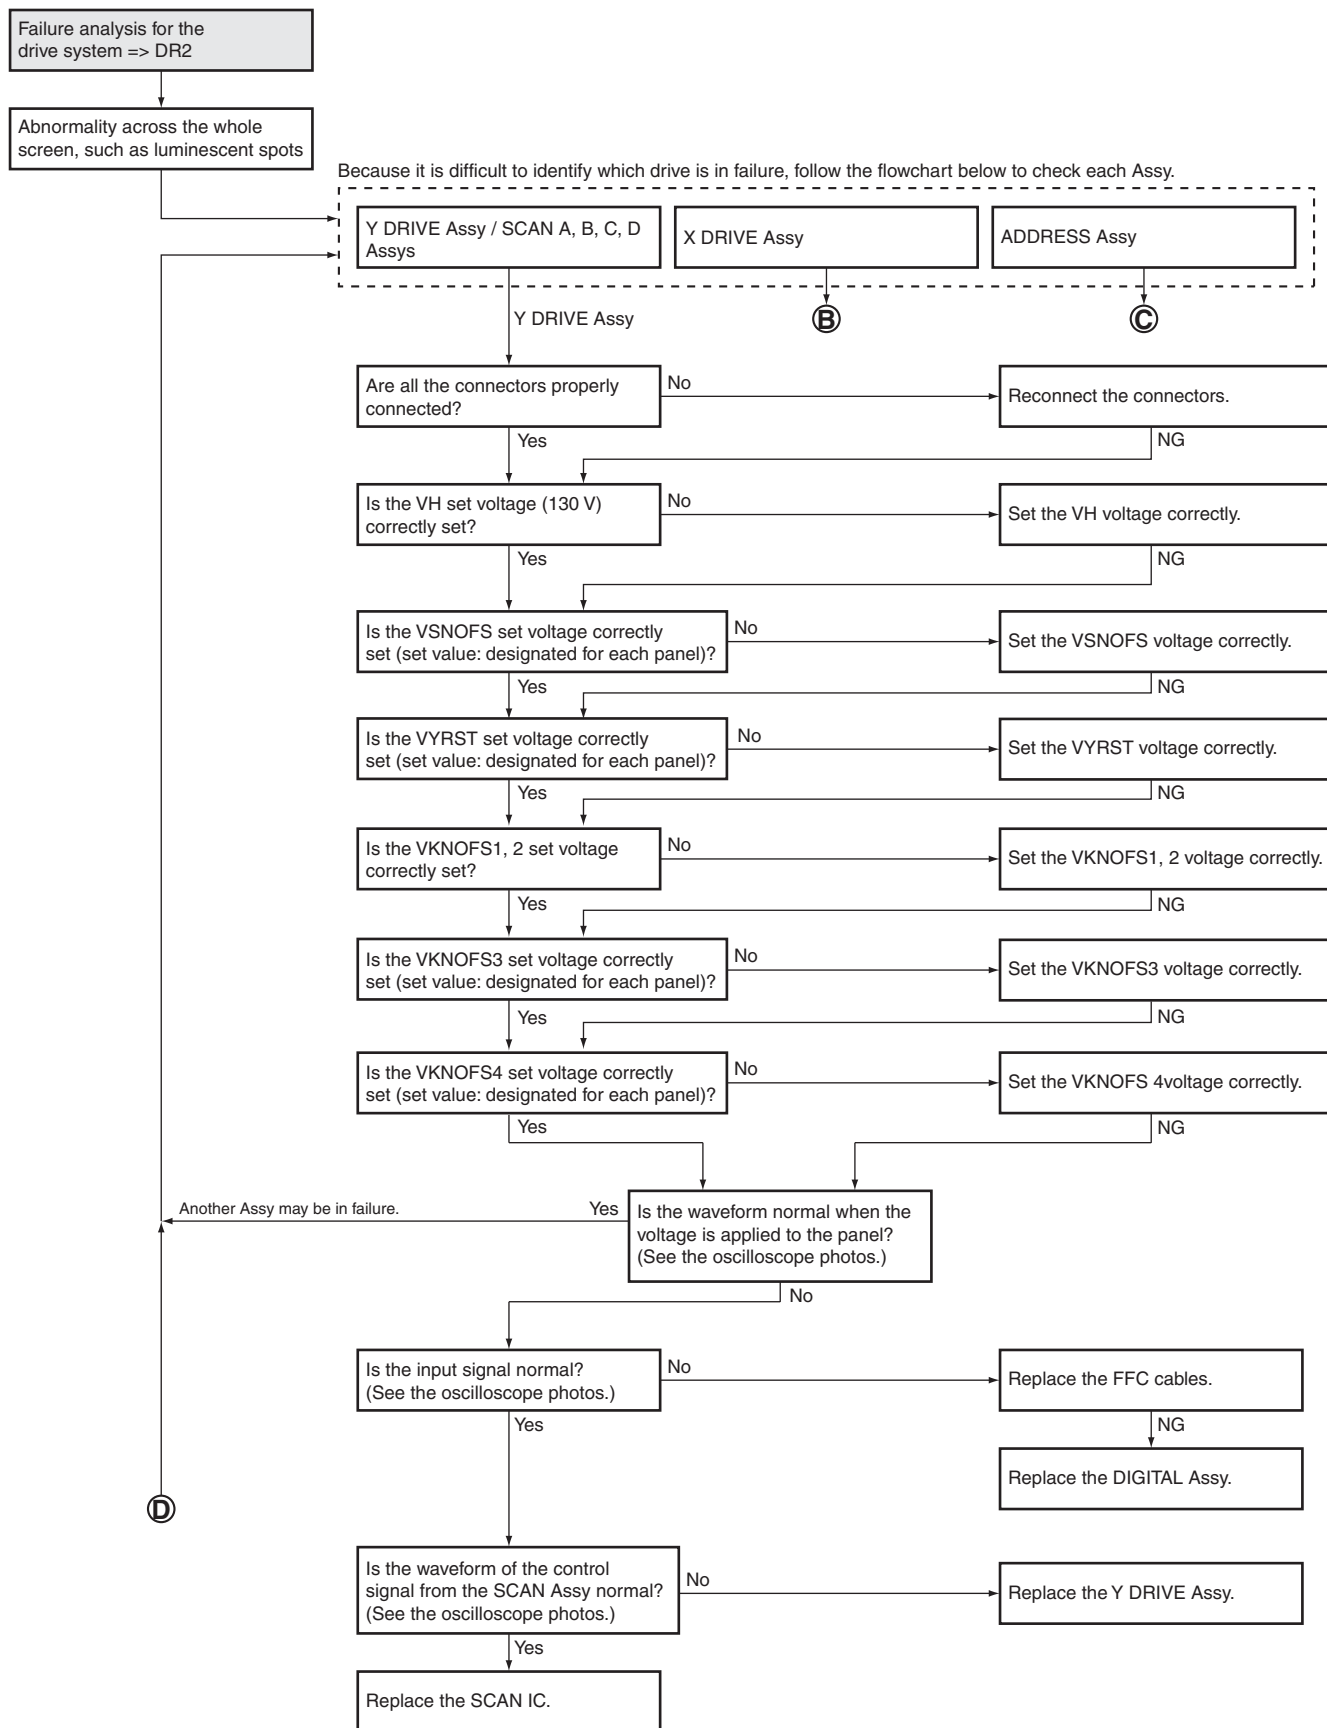 Failure analysis for the
drive system => DR2
Abnormality across the whole
screen, such as luminescent spots
Because it is difficult to identify which drive is in failure, follow the flowchart below to check each Assy.
Y DRIVE Assy / SCAN A, B, C, D
Assys
X DRIVE Assy
ADDRESS Assy
Y DRIVE Assy
B
C
Are all the connectors properly
connected?
No
Reconnect the connectors.
Yes
NG
Is the VH set voltage (130 V)
correctly set?
No
Set the VH voltage correctly.
Yes
NG
Is the VSNOFS set voltage correctly
set (set value: designated for each panel)?
No
Set the VSNOFS voltage correctly.
Yes
NG
Is the VYRST set voltage correctly
set (set value: designated for each panel)?
No
Set the VYRST voltage correctly.
Yes
NG
Is the VKNOFS1, 2 set voltage
correctly set?
No
Set the VKNOFS1, 2 voltage correctly.
Yes
NG
Is the VKNOFS3 set voltage correctly
set (set value: designated for each panel)?
No
Set the VKNOFS3 voltage correctly.
Yes
NG
Is the VKNOFS4 set voltage correctly
set (set value: designated for each panel)?
No
Set the VKNOFS 4voltage correctly.
Yes
NG
Another Assy may be in failure.
Yes
Is the waveform normal when the
voltage is applied to the panel?
(See the oscilloscope photos.)
No
Is the input signal normal?
(See the oscilloscope photos.)
No
Replace the FFC cables.
Yes
NG
Replace the DIGITAL Assy.
D
Is the waveform of the control
signal from the SCAN Assy normal?
(See the oscilloscope photos.)
No
Replace the Y DRIVE Assy.
Yes
Replace the SCAN IC.